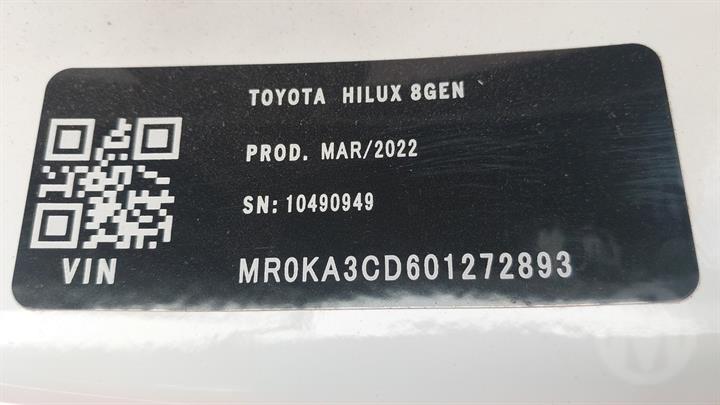 TOYOTA HILUX 8GEN
PROD. MAR/2022
SN: 10490949
VIN MR0KA3CD601272893